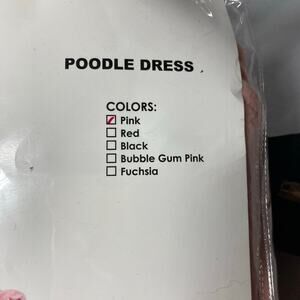 POODLE DRESS
COLORS:
Pink
Red
Black
Bubble Gum Pink
Fuchsia